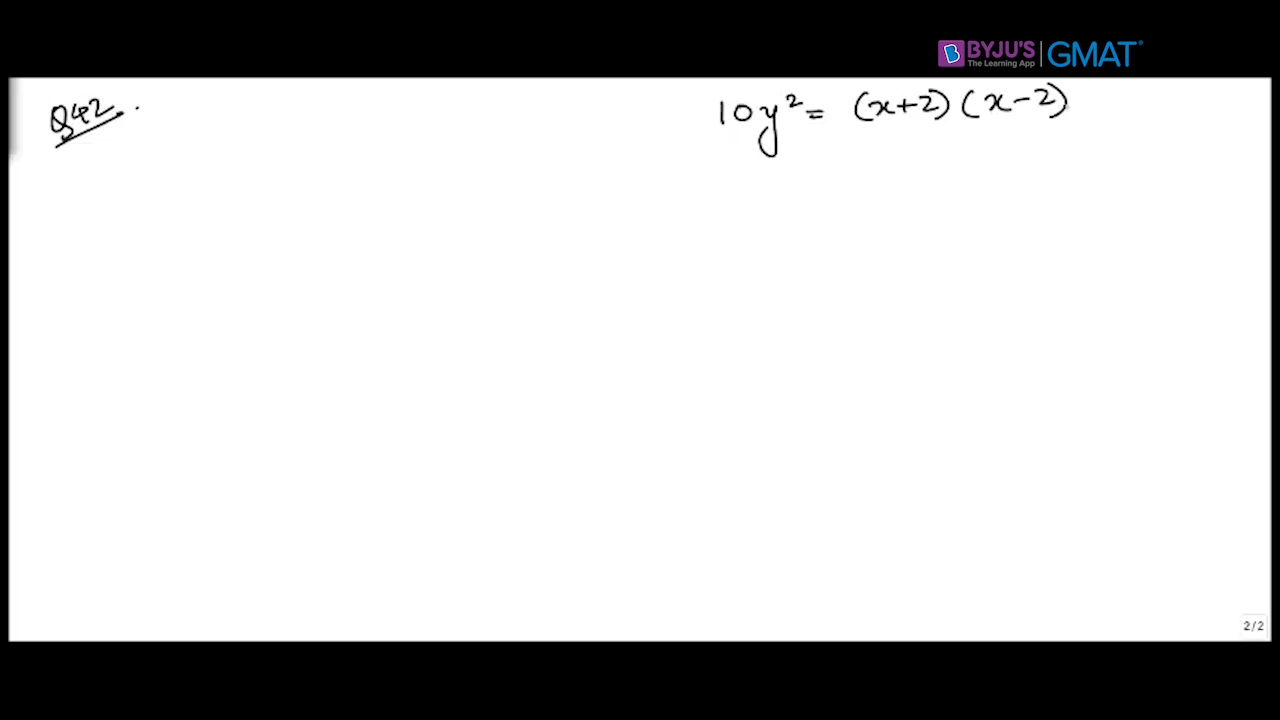 BYJU'S
The Learning App
GMAT
Q42.
10y² = (x+2)(x-2)
2/2